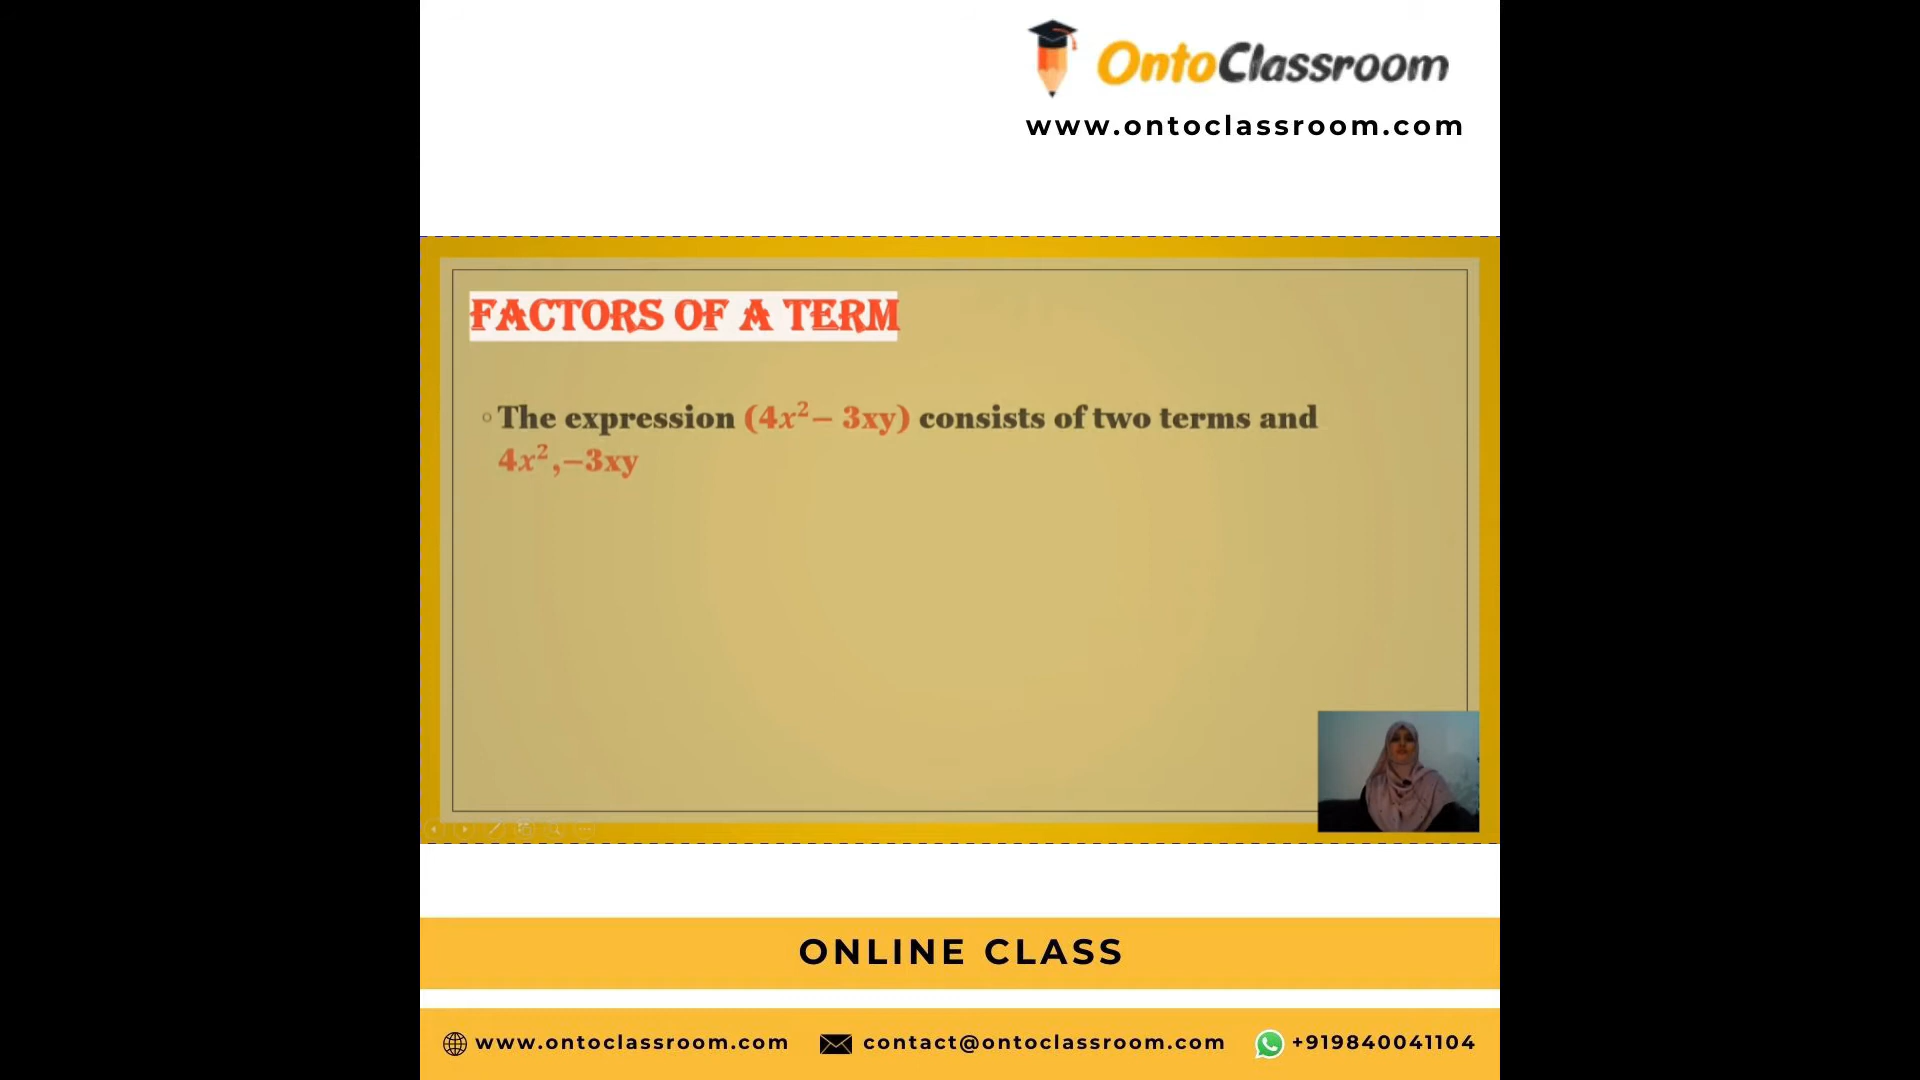 OntoClassroom
www.ontoclassroom.com
FACTORS OF A TERM
◦ The expression (4x² − 3xy) consists of two terms and
4x²,−3xy
ONLINE CLASS
www.ontoclassroom.com contact@ontoclassroom.com +919840041104